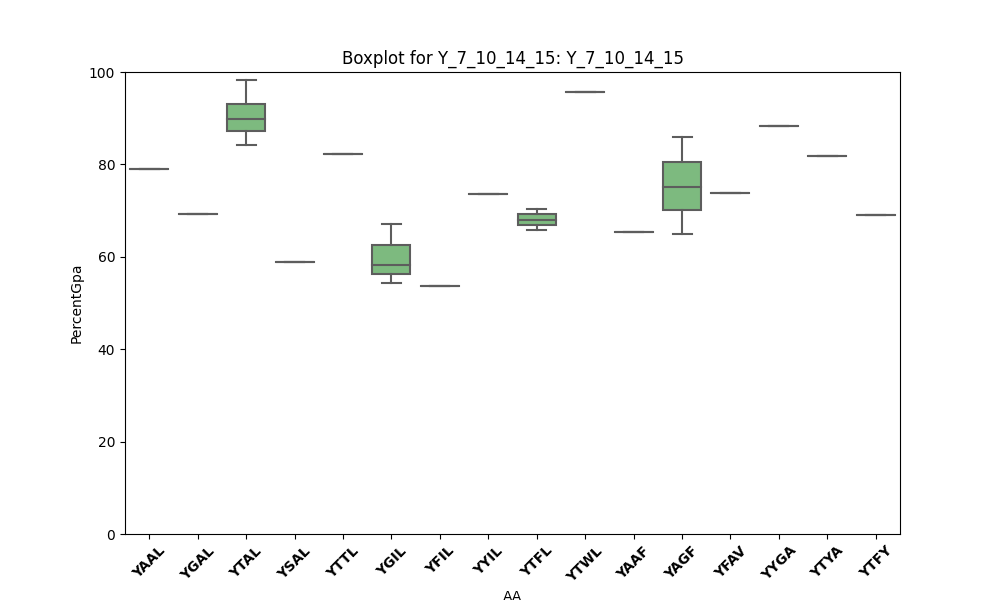 Boxplot for Y_7_10_14_15: Y_7_10_14_15
PercentGpa
100
80
60
40
20
0
YAAL YGAL YTAL YSAL YTTL YGIL YFIL YYIL YTFL YTWL YAAF YAGF YFAV YYGA YTYA YTFY
AA